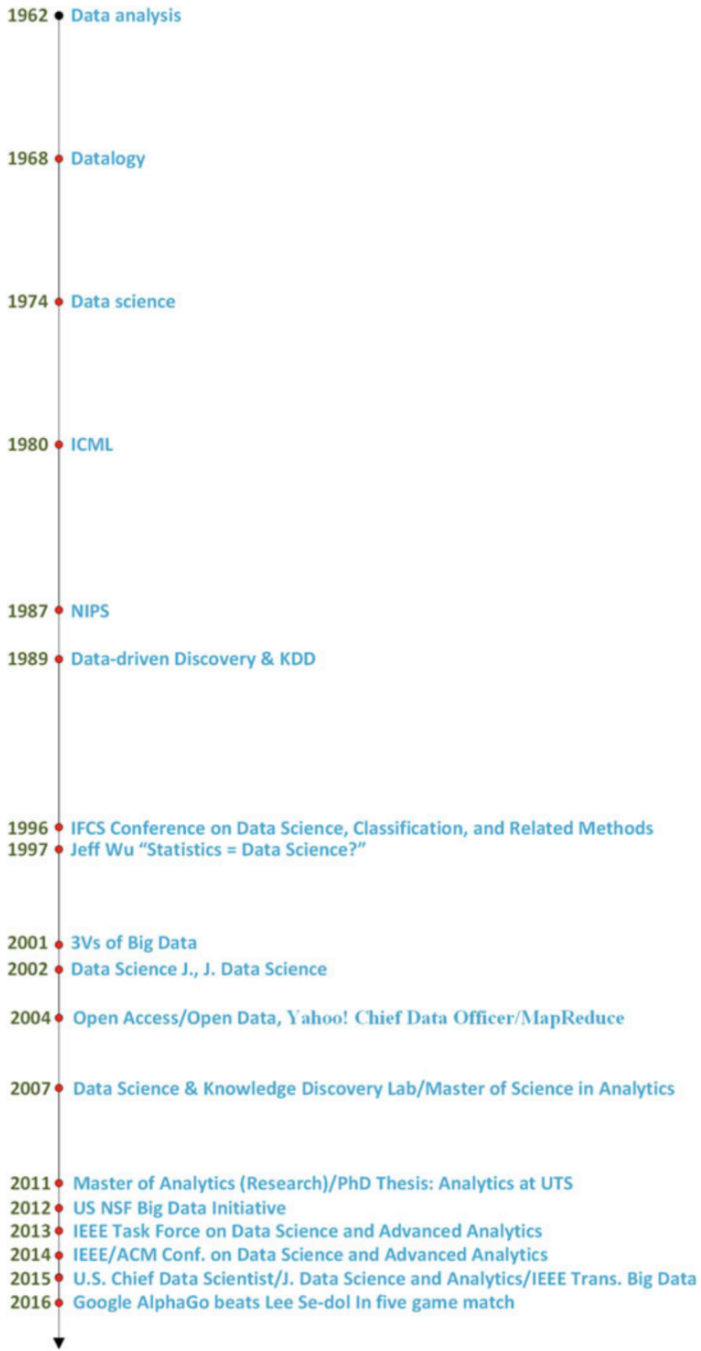 1962 Data analysis
1968 Datalogy
1974 Data science
1980 ICML
1987 NIPS
1989 Data-driven Discovery & KDD
1996 IFCS Conference on Data Science, Classification, and Related Methods
1997 Jeff Wu “Statistics = Data Science?”
2001 3Vs of Big Data
2002 Data Science J., J. Data Science
2004 Open Access/Open Data, Yahoo! Chief Data Officer/MapReduce
2007 Data Science & Knowledge Discovery Lab/Master of Science in Analytics
2011 Master of Analytics (Research)/PhD Thesis: Analytics at UTS
2012 US NSF Big Data Initiative
2013 IEEE Task Force on Data Science and Advanced Analytics
2014 IEEE/ACM Conf. on Data Science and Advanced Analytics
2015 U.S. Chief Data Scientist/J. Data Science and Analytics/IEEE Trans. Big Data
2016 Google AlphaGo beats Lee Se-dol In five game match